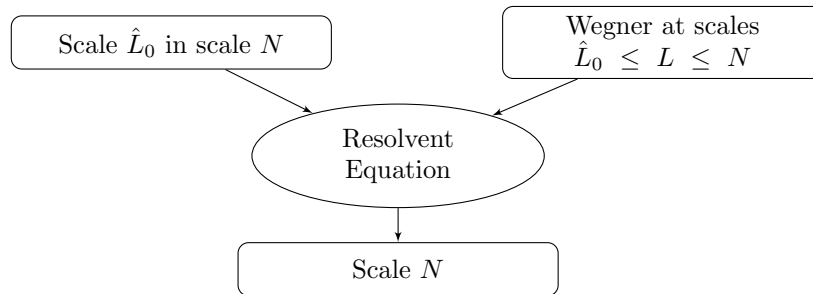 Scale L̂₀ in scale N
Wegner at scales
L̂₀ ≤ L ≤ N
Resolvent
Equation
Scale N